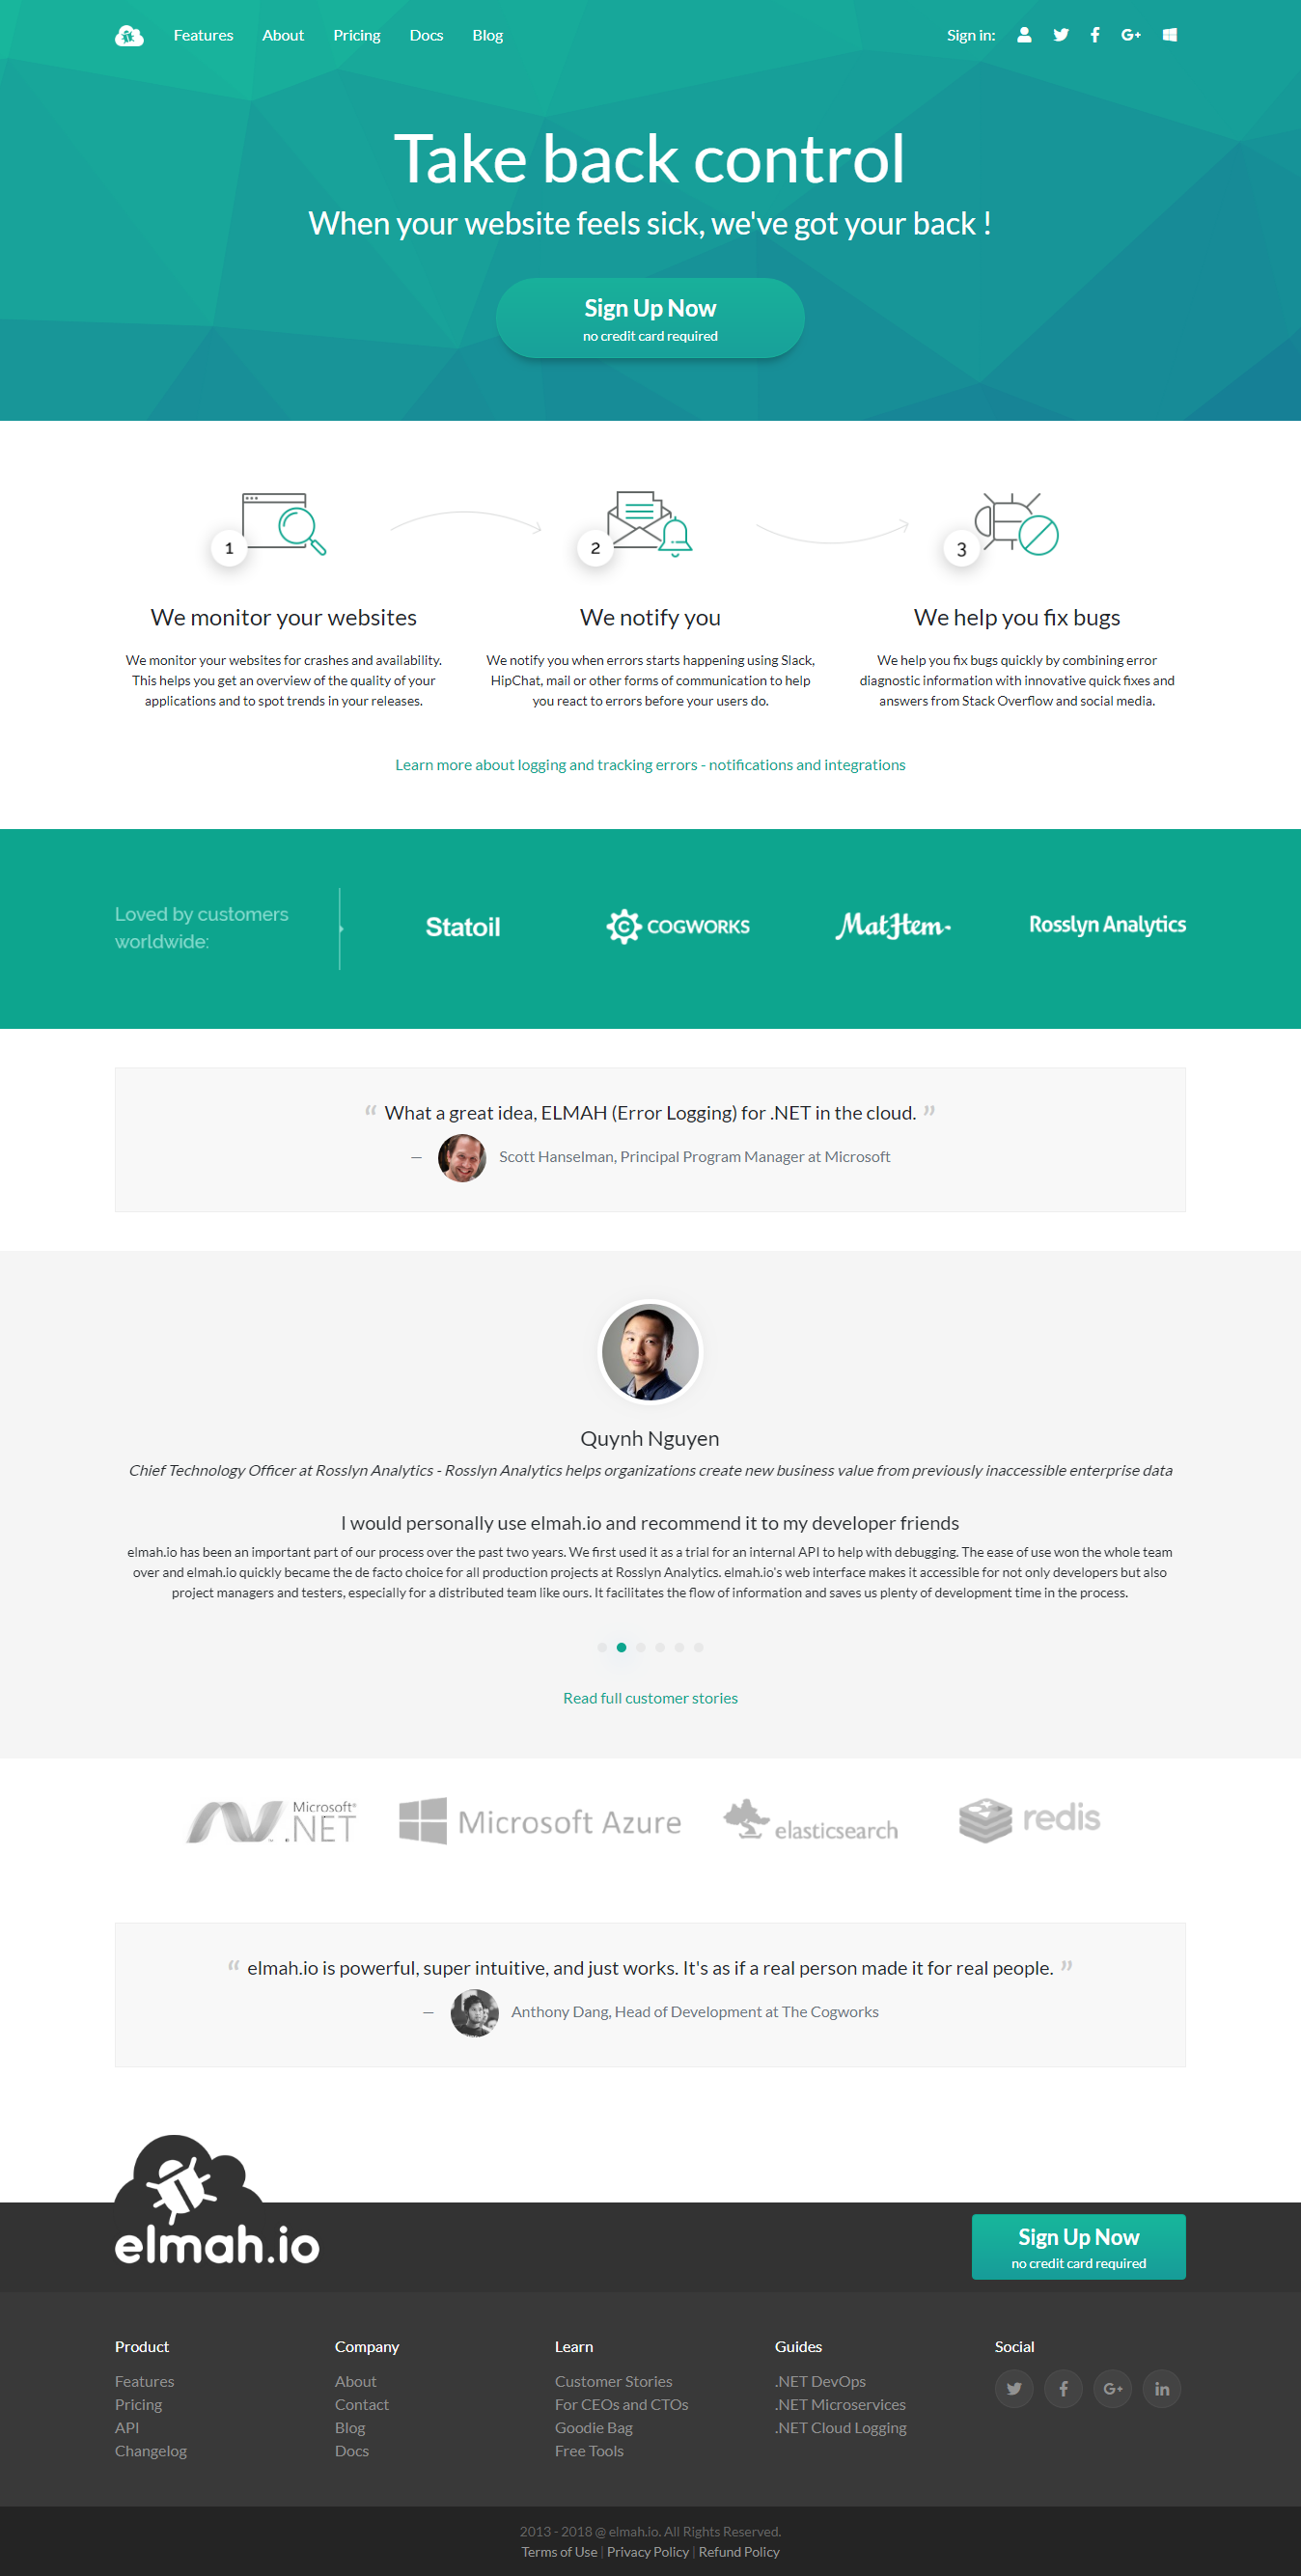 Features About Pricing Docs Blog Sign in:
Take back control
When your website feels sick, we've got your back !
Sign Up Now
no credit card required
1
2
3
We monitor your websites
We monitor your websites for crashes and availability.
This helps you get an overview of the quality of your
applications and to spot trends in your releases.
We notify you
We notify you when errors starts happening using Slack,
HipChat, mail or other forms of communication to help
you react to errors before your users do.
We help you fix bugs
We help you fix bugs quickly by combining error
diagnostic information with innovative quick fixes and
answers from Stack Overflow and social media.
Learn more about logging and tracking errors - notifications and integrations
Loved by customers
worldwide:
Statoil
C COGWORKS
MatHem
Rosslyn Analytics
“ What a great idea, ELMAH (Error Logging) for .NET in the cloud. ”
— Scott Hanselman, Principal Program Manager at Microsoft
Quynh Nguyen
Chief Technology Officer at Rosslyn Analytics - Rosslyn Analytics helps organizations create new business value from previously inaccessible enterprise data
I would personally use elmah.io and recommend it to my developer friends
elmah.io has been an important part of our process over the past two years. We first used it as a trial for an internal API to help with debugging. The ease of use won the whole team
over and elmah.io quickly became the de facto choice for all production projects at Rosslyn Analytics. elmah.io's web interface makes it accessible for not only developers but also
project managers and testers, especially for a distributed team like ours. It facilitates the flow of information and saves us plenty of development time in the process.
Read full customer stories
Microsoft®
.NET
Microsoft Azure
elasticsearch
redis
“ elmah.io is powerful, super intuitive, and just works. It's as if a real person made it for real people. ”
— Anthony Dang, Head of Development at The Cogworks
elmah.io
Sign Up Now
no credit card required
Product
Features
Pricing
API
Changelog
Company
About
Contact
Blog
Docs
Learn
Customer Stories
For CEOs and CTOs
Goodie Bag
Free Tools
Guides
.NET DevOps
.NET Microservices
.NET Cloud Logging
Social
2013 - 2018 @ elmah.io. All Rights Reserved.
Terms of Use | Privacy Policy | Refund Policy